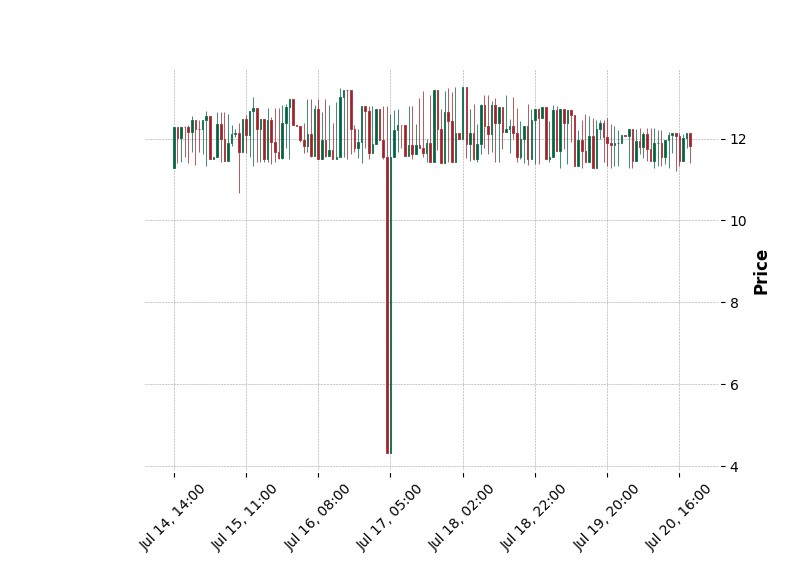 12
10
8
6
4
Price
Jul 14, 14:00
Jul 15, 11:00
Jul 16, 08:00
Jul 17, 05:00
Jul 18, 02:00
Jul 18, 22:00
Jul 19, 20:00
Jul 20, 16:00